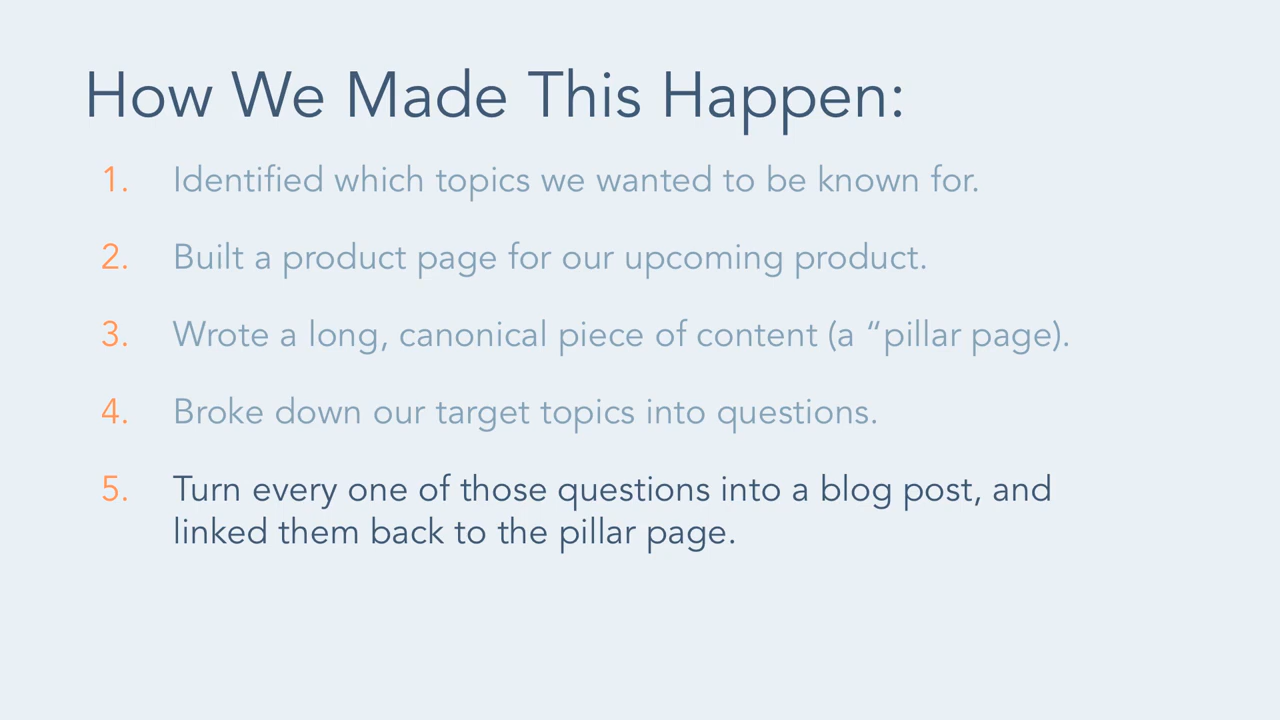 How We Made This Happen:
1. Identified which topics we wanted to be known for.
2. Built a product page for our upcoming product.
3. Wrote a long, canonical piece of content (a “pillar page).
4. Broke down our target topics into questions.
5. Turn every one of those questions into a blog post, and
linked them back to the pillar page.